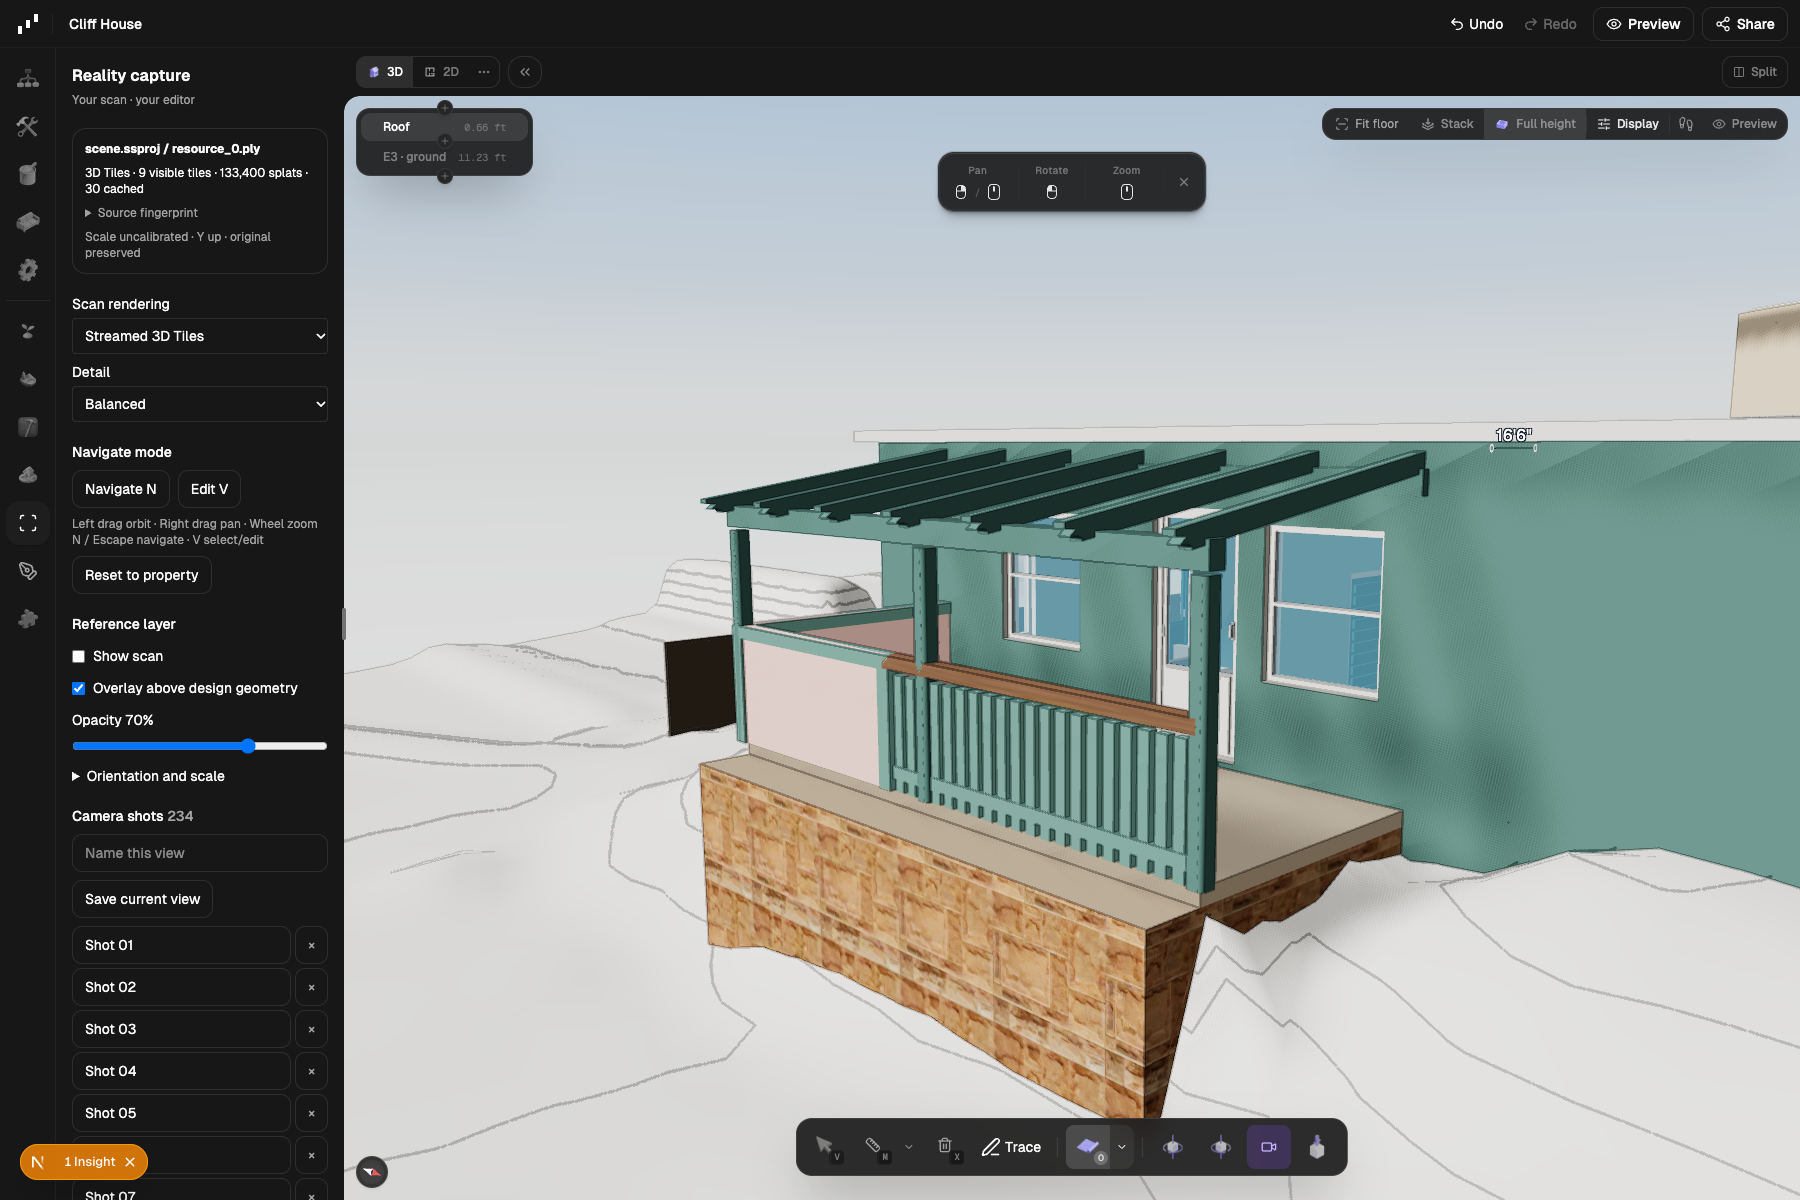 Cliff House
Undo
Redo
Preview
Share
Reality capture
Your scan · your editor
scene.ssproj / resource_0.ply
3D Tiles · 9 visible tiles · 133,400 splats ·
30 cached
Source fingerprint
Scale uncalibrated · Y up · original
preserved
Scan rendering
Streamed 3D Tiles
Detail
Balanced
Navigate mode
Navigate N
Edit V
Left drag orbit · Right drag pan · Wheel zoom
N / Escape navigate · V select/edit
Reset to property
Reference layer
Show scan
Overlay above design geometry
Opacity 70%
Orientation and scale
Camera shots 234
Name this view
Save current view
Shot 01 ×
Shot 02 ×
Shot 03 ×
Shot 04 ×
Shot 05 ×
×
Shot 07 ×
N 1 Insight
3D
2D
Split
Roof 0.66 ft
E3 · ground 11.23 ft
Fit floor
Stack
Full height
Display
Preview
Pan
Rotate
Zoom
/
16'6"
V
M
X
Trace
0